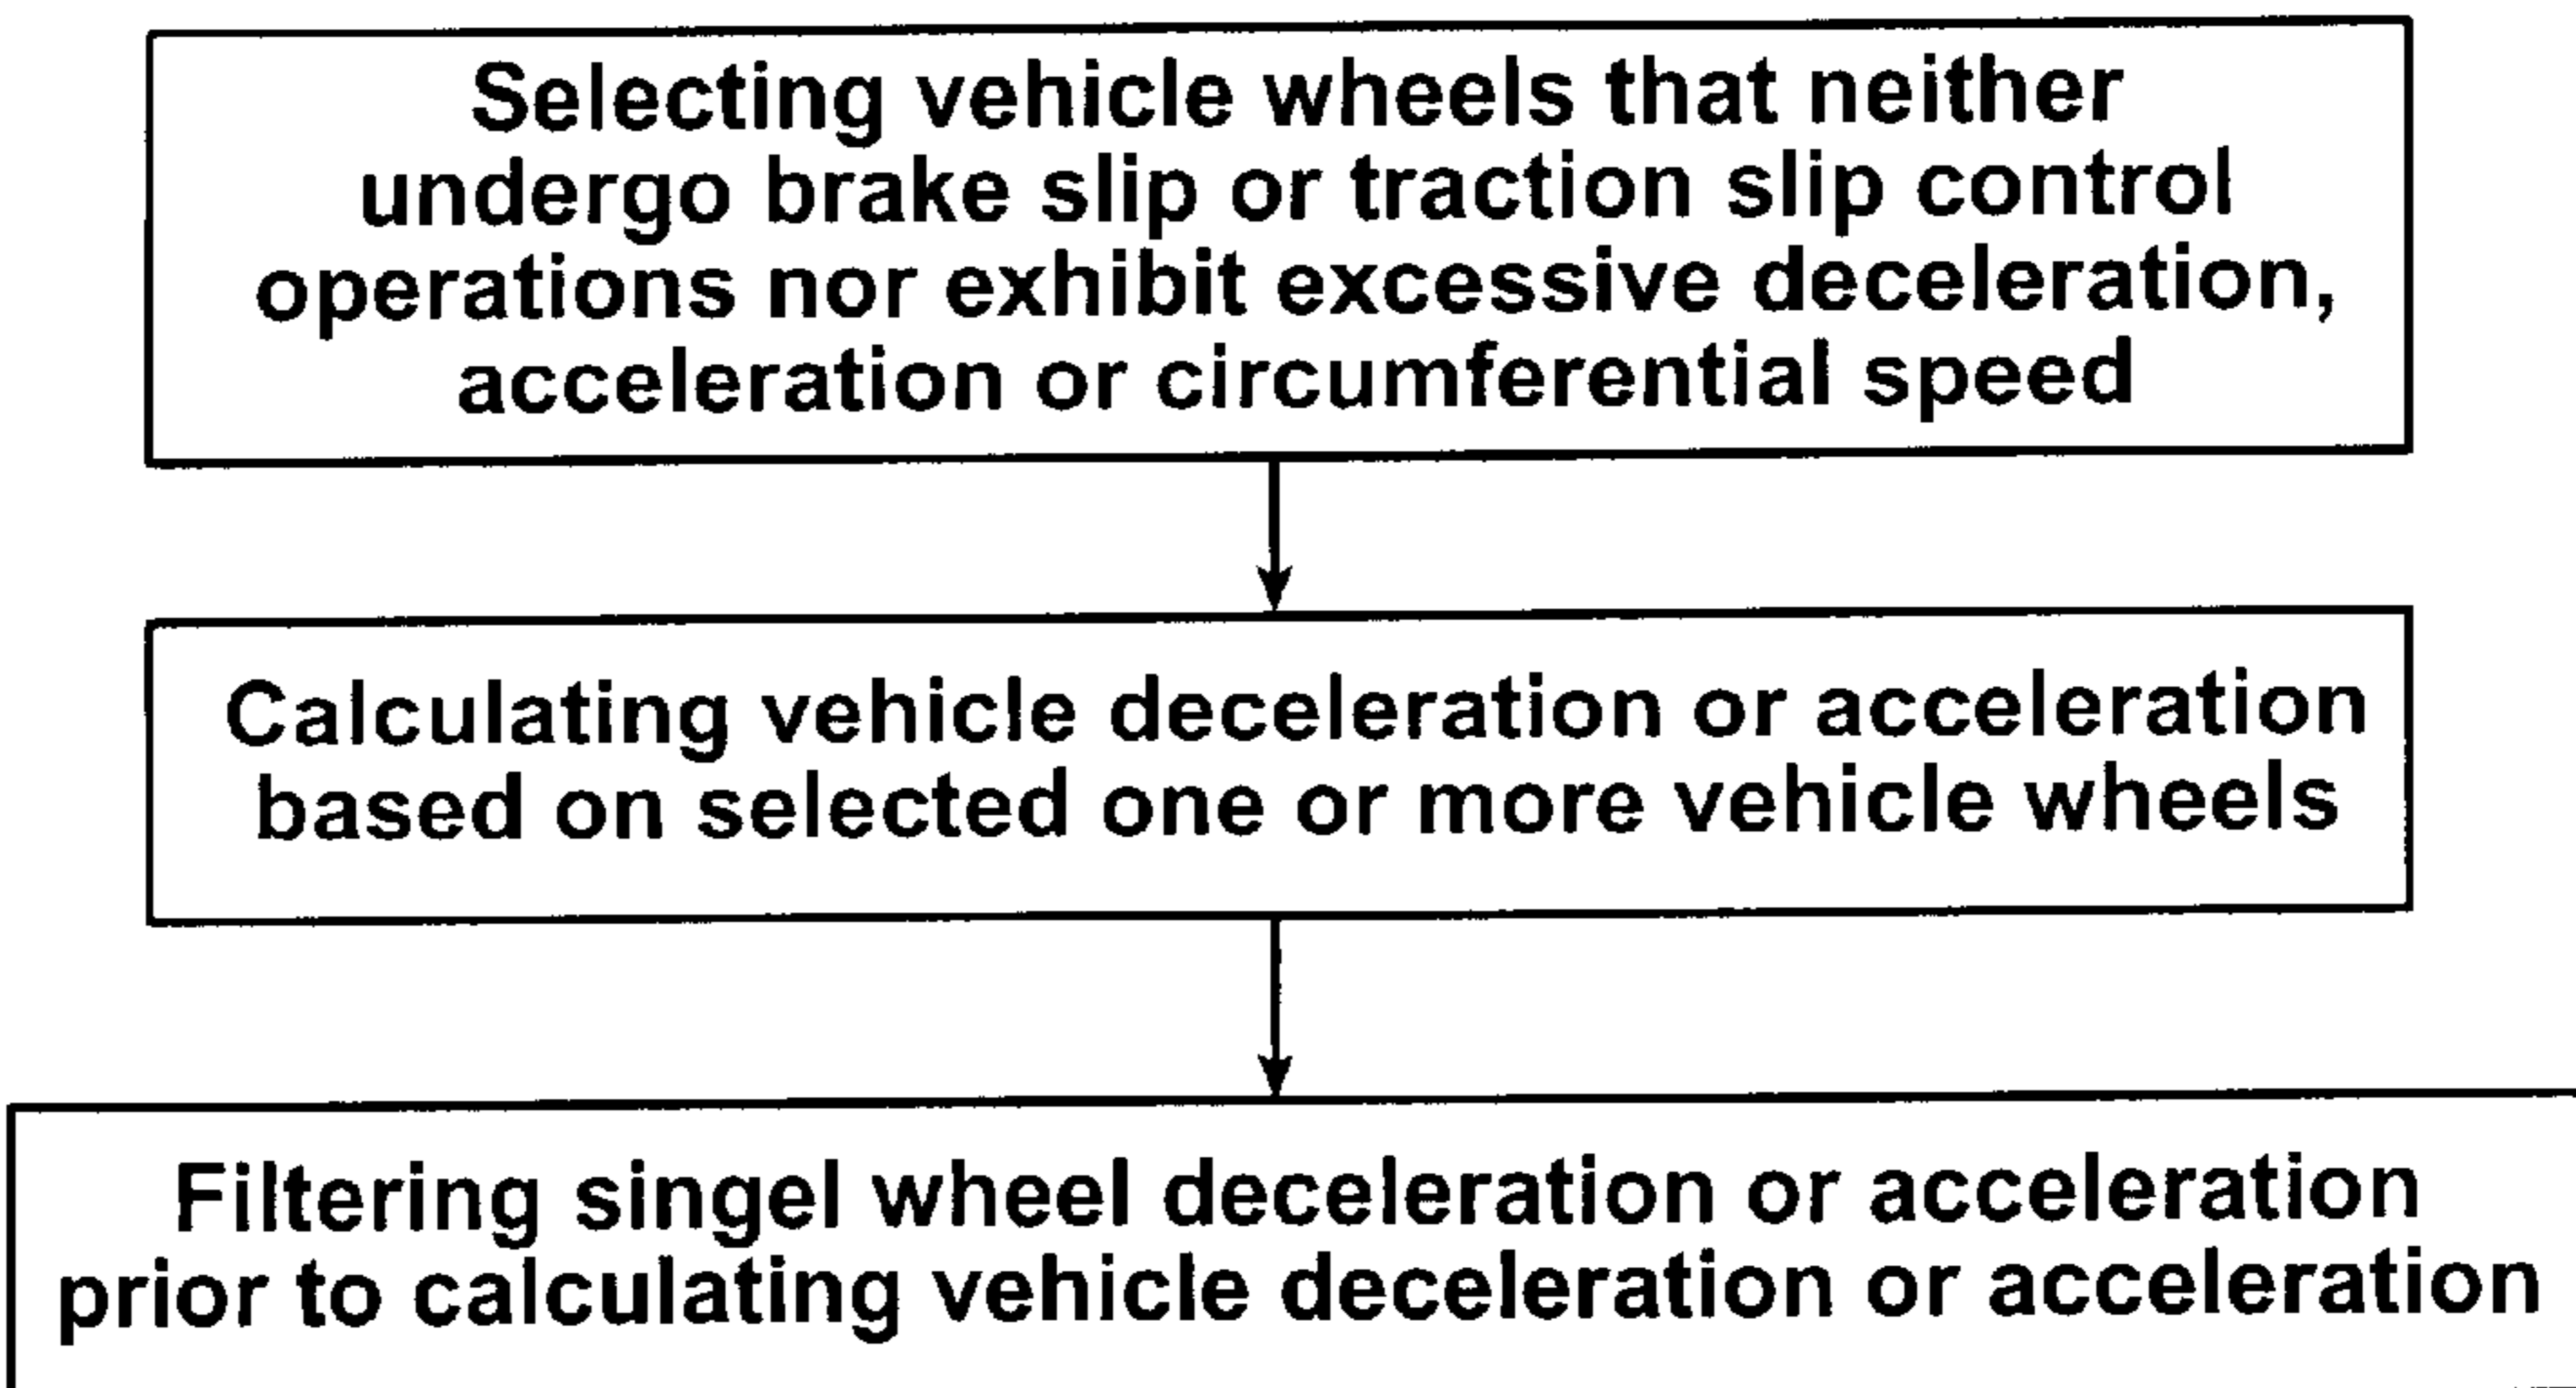 Selecting vehicle wheels that neither
undergo brake slip or traction slip control
operations nor exhibit excessive deceleration,
acceleration or circumferential speed
Calculating vehicle deceleration or acceleration
based on selected one or more vehicle wheels
Filtering singel wheel deceleration or acceleration
prior to calculating vehicle deceleration or acceleration